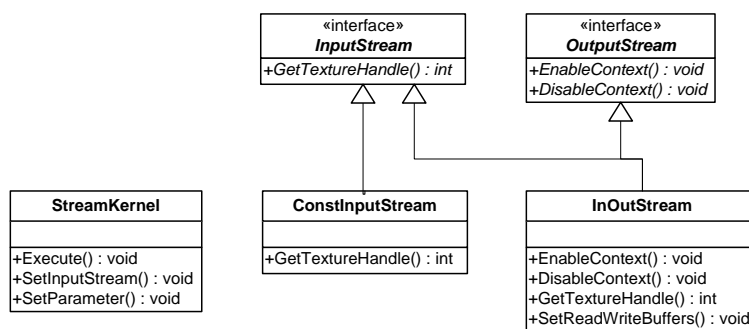 «interface»
InputStream
+GetTextureHandle() : int
«interface»
OutputStream
+EnableContext() : void
+DisableContext() : void
StreamKernel
+Execute() : void
+SetInputStream() : void
+SetParameter() : void
ConstInputStream
+GetTextureHandle() : int
InOutStream
+EnableContext() : void
+DisableContext() : void
+GetTextureHandle() : int
+SetReadWriteBuffers() : void